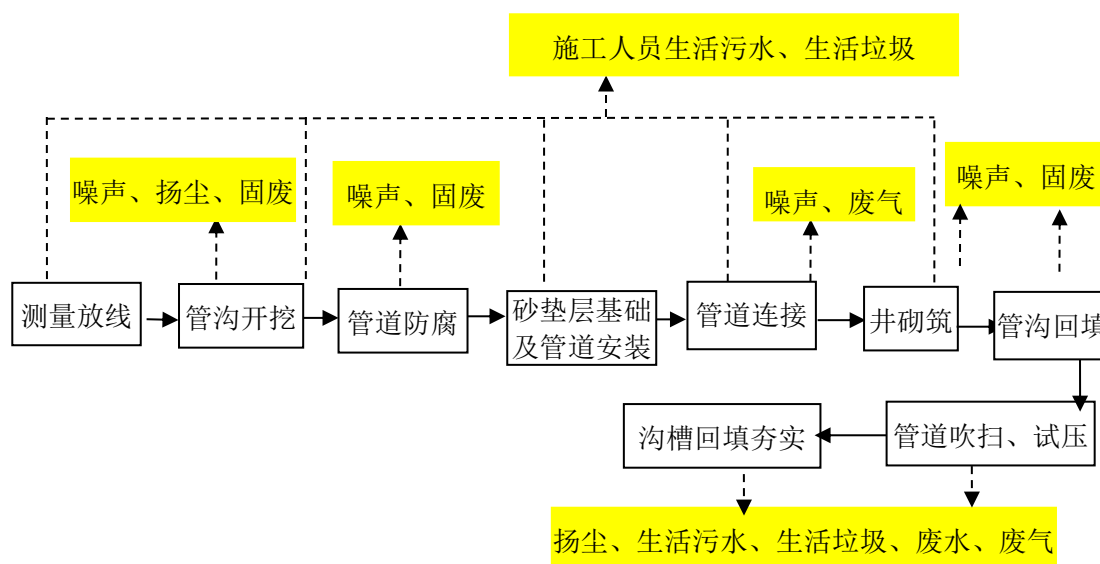 施工人员生活污水、生活垃圾
噪声、扬尘、固废
噪声、固废
噪声、废气
噪声、固废
测量放线
管沟开挖
管道防腐
砂垫层基础
及管道安装
管道连接
井砌筑
管沟回填
沟槽回填夯实
管道吹扫、试压
扬尘、生活污水、生活垃圾、废水、废气